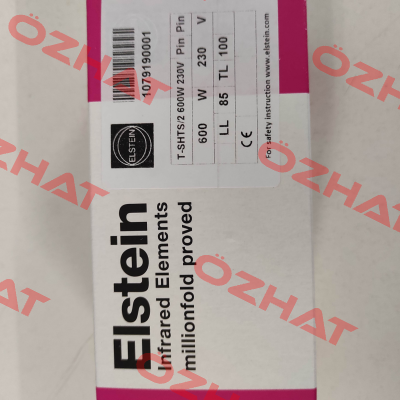 1079190001
ELSTEIN
T-SHTS/2 600W 230V Pin Pin
600 W 230 V
LL 85 TL 100
CE
For safety instruction www.elstein.com
Elstein
Infrared Elements
millionfold proved
ÖZHAT
ÖZHAT
ÖZHAT
ÖZHAT
ÖZHAT